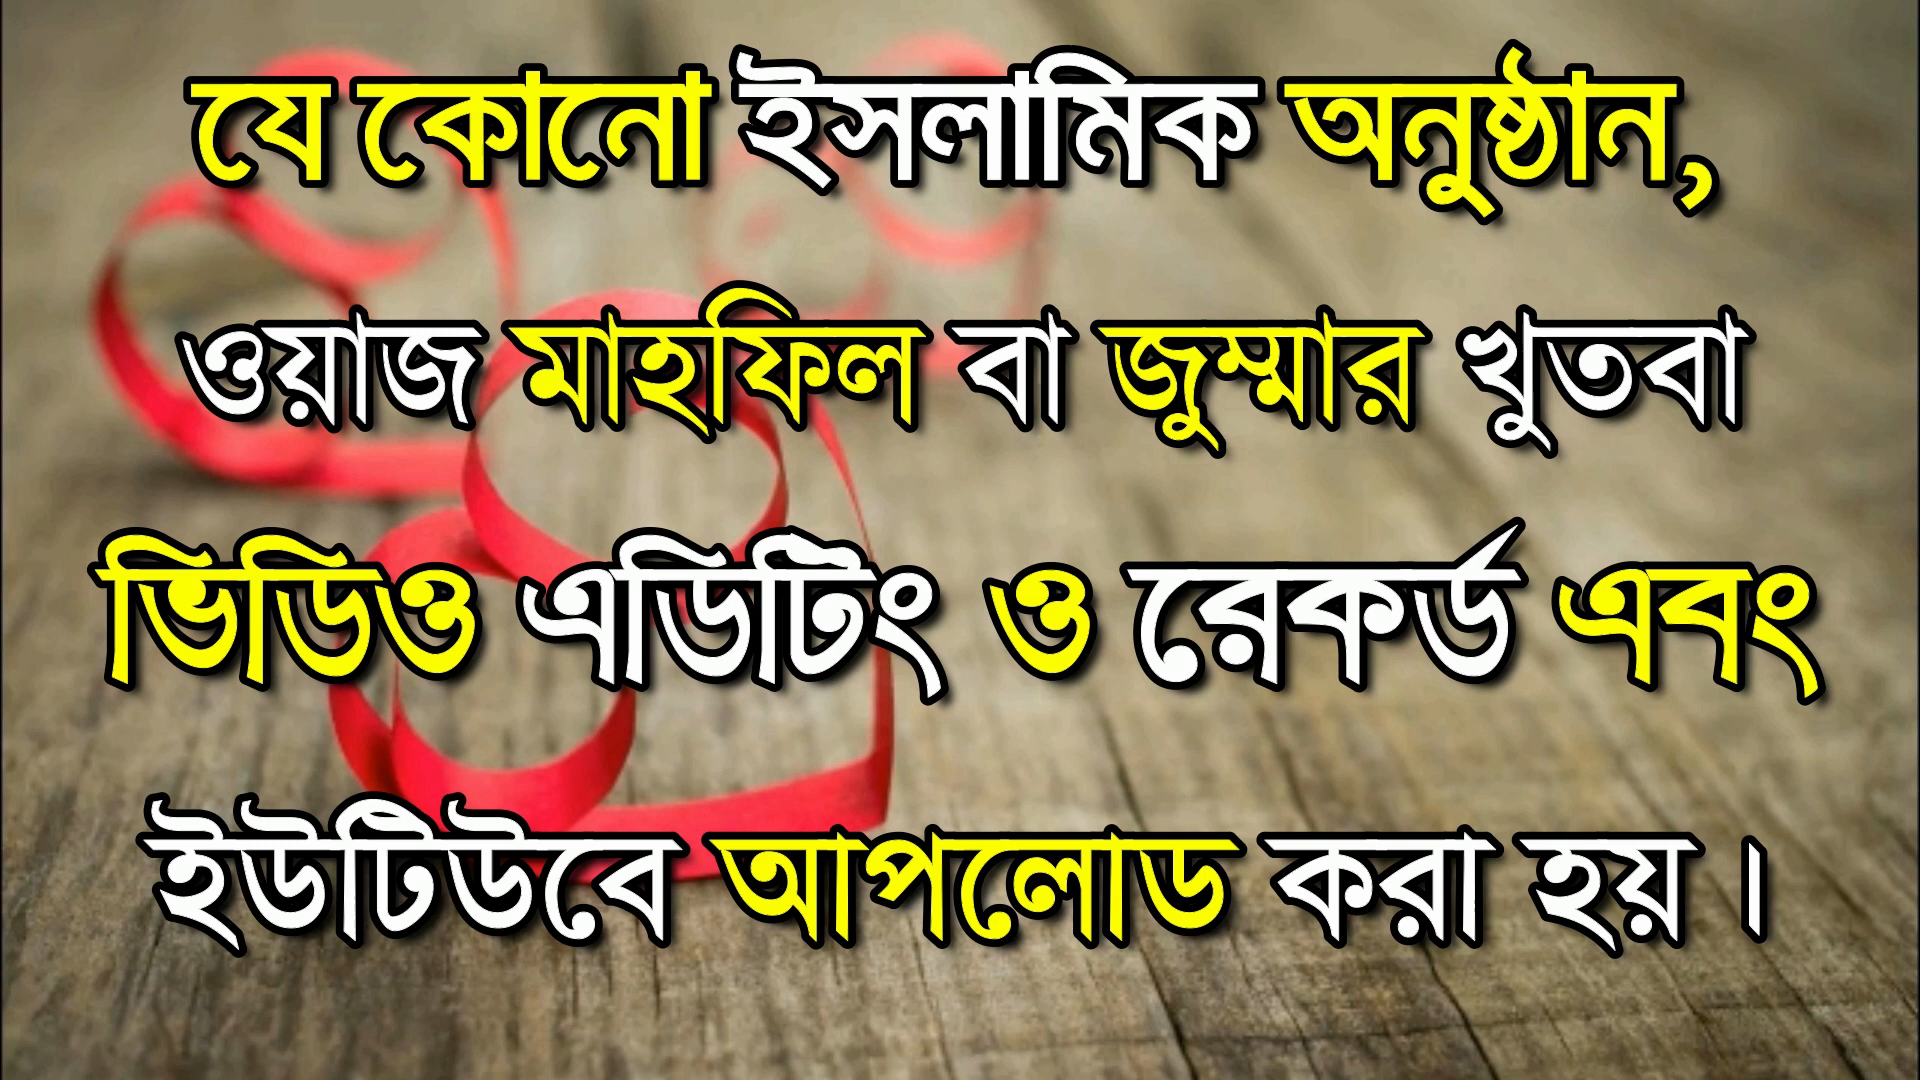 যে কোনো ইসলামিক অনুষ্ঠান,
ওয়াজ মাহফিল বা জুম্মার খুতবা
ভিডিও এডিটিং ও রেকর্ড এবং
ইউটিউবে আপলোড করা হয় ।